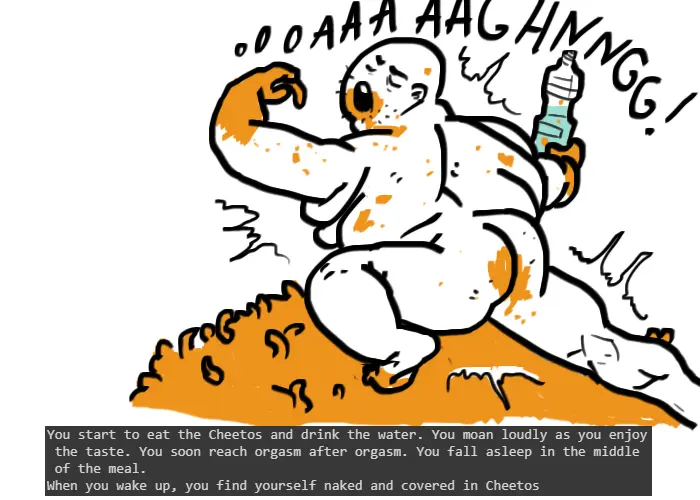 OOOAAAAAAGHNNGG!
You start to eat the Cheetos and drink the water. You moan loudly as you enjoy
the taste. You soon reach orgasm after orgasm. You fall asleep in the middle
of the meal.
When you wake up, you find yourself naked and covered in Cheetos